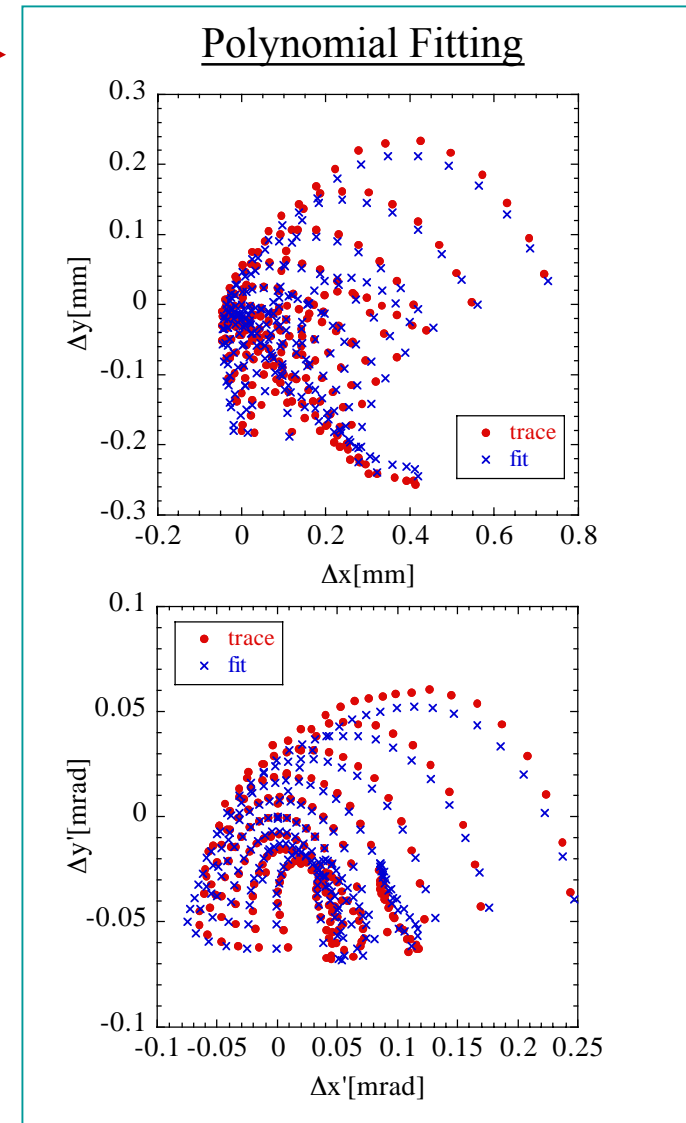 Polynomial Fitting
0.3
0.2
0.1
0
-0.1
-0.2
-0.3
Δy[mm]
trace
fit
-0.2 0 0.2 0.4 0.6 0.8
Δx[mm]
0.1
0.05
0
-0.05
-0.1
Δy'[mrad]
trace
fit
-0.1 -0.05 0 0.05 0.1 0.15 0.2 0.25
Δx'[mrad]